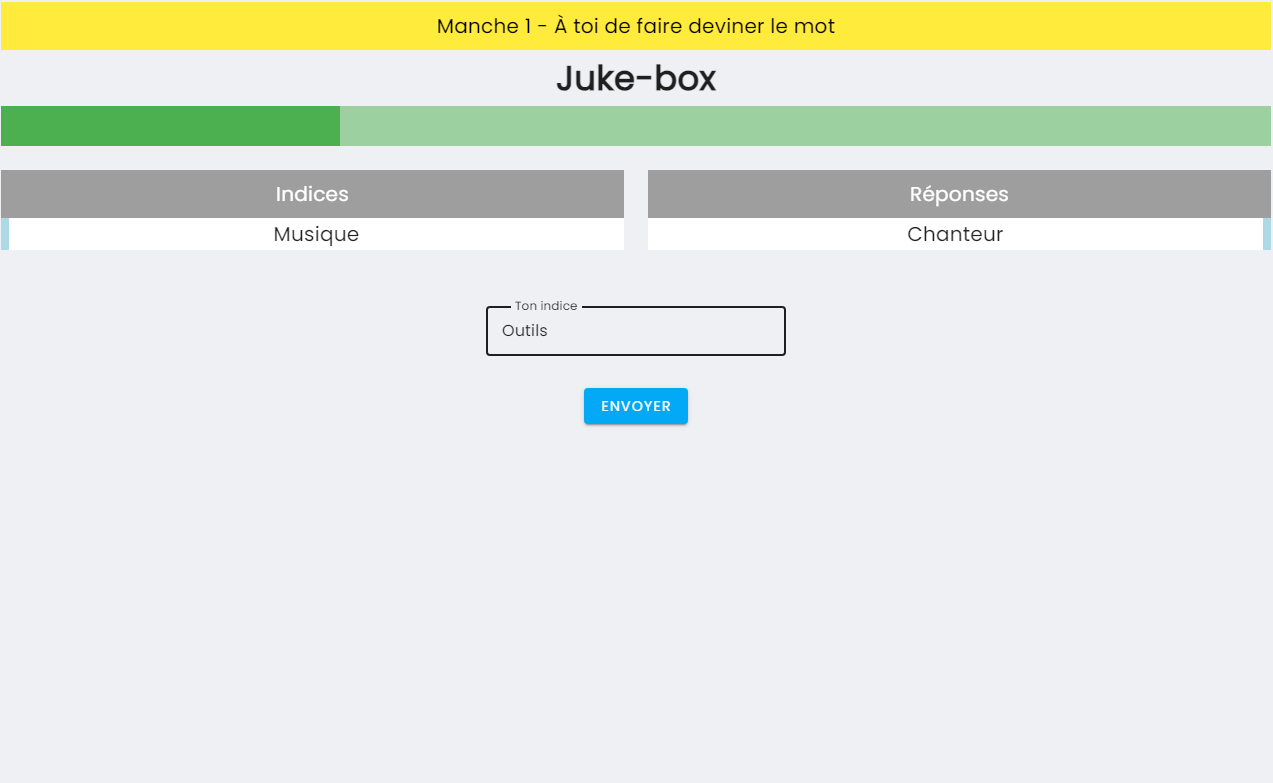 Manche 1 - À toi de faire deviner le mot
Juke-box
Indices
Musique
Réponses
Chanteur
Ton indice
Outils
ENVOYER